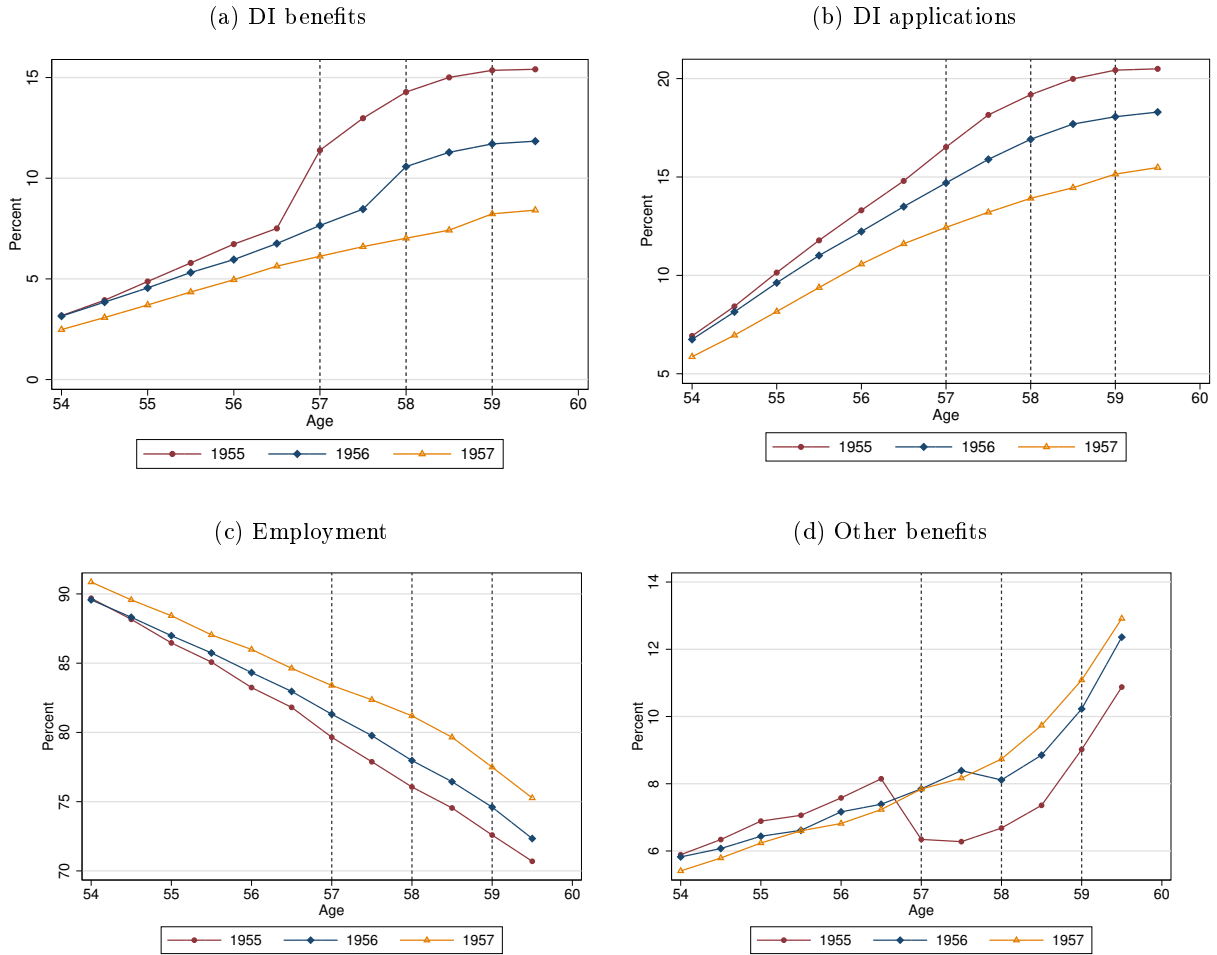 (a) DI benefits
15
10
5
0
Percent
54 55 56 57 58 59 60
Age
1955 1956 1957
(b) DI applications
20
15
10
5
Percent
54 55 56 57 58 59 60
Age
1955 1956 1957
(c) Employment
90
85
80
75
70
Percent
54 55 56 57 58 59 60
Age
1955 1956 1957
(d) Other benefits
14
12
10
8
6
Percent
54 55 56 57 58 59 60
Age
1955 1956 1957